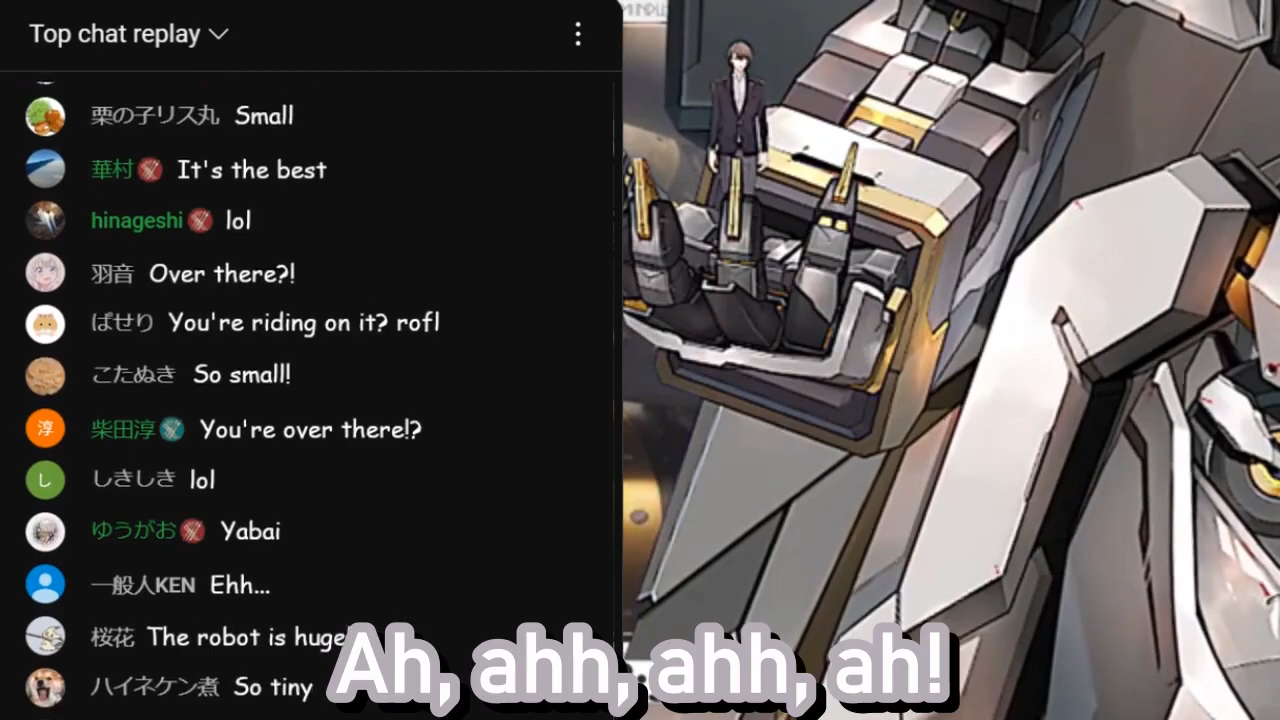 Top chat replay
栗の子リス丸 Small
華村 It's the best
hinageshi lol
羽音 Over there?!
ぱせり You're riding on it? rofl
こたぬき So small!
淳 柴田淳 You're over there!?
し しきしき lol
ゆうがお Yabai
一般人KEN Ehh...
桜花 The robot is huge
ハイネケン煮 So tiny
Ah, ahh, ahh, ah!